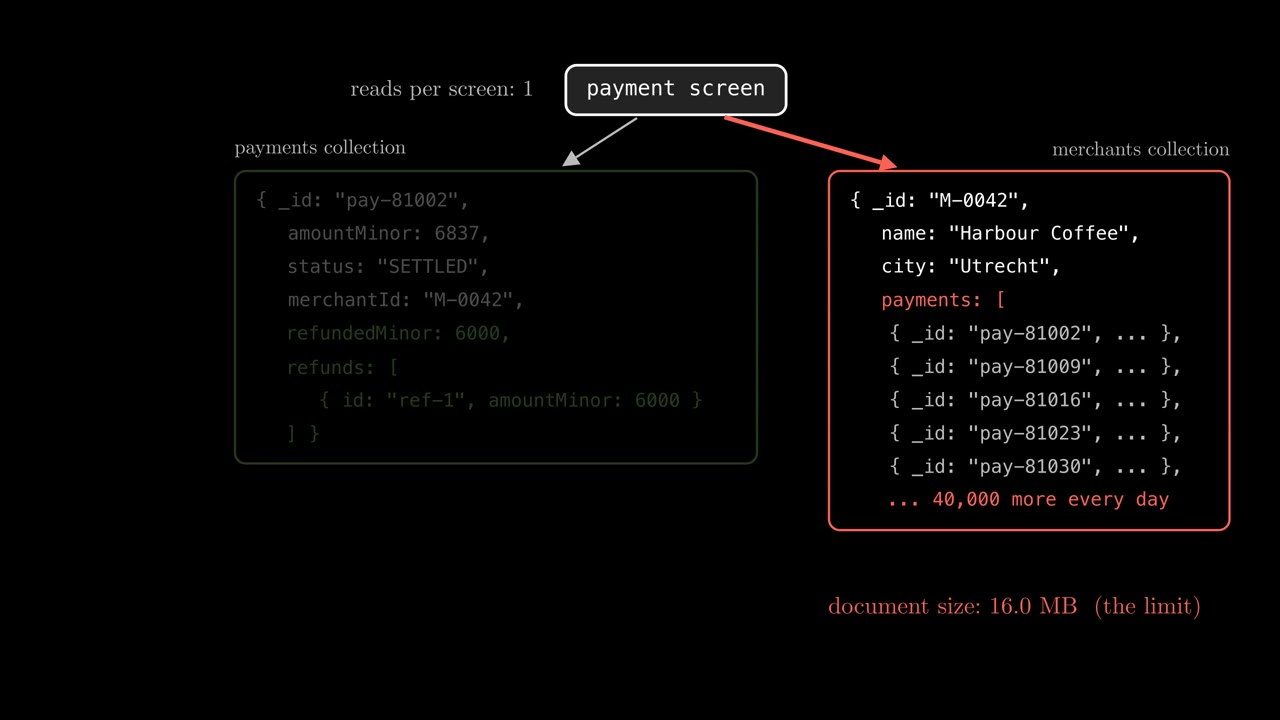 reads per screen: 1
payment screen
payments collection
{ _id: "pay-81002",
amountMinor: 6837,
status: "SETTLED",
merchantId: "M-0042",
refundedMinor: 6000,
refunds: [
{ id: "ref-1", amountMinor: 6000 }
] }
merchants collection
{ _id: "M-0042",
name: "Harbour Coffee",
city: "Utrecht",
payments: [
{ _id: "pay-81002", ... },
{ _id: "pay-81009", ... },
{ _id: "pay-81016", ... },
{ _id: "pay-81023", ... },
{ _id: "pay-81030", ... },
... 40,000 more every day
document size: 16.0 MB (the limit)